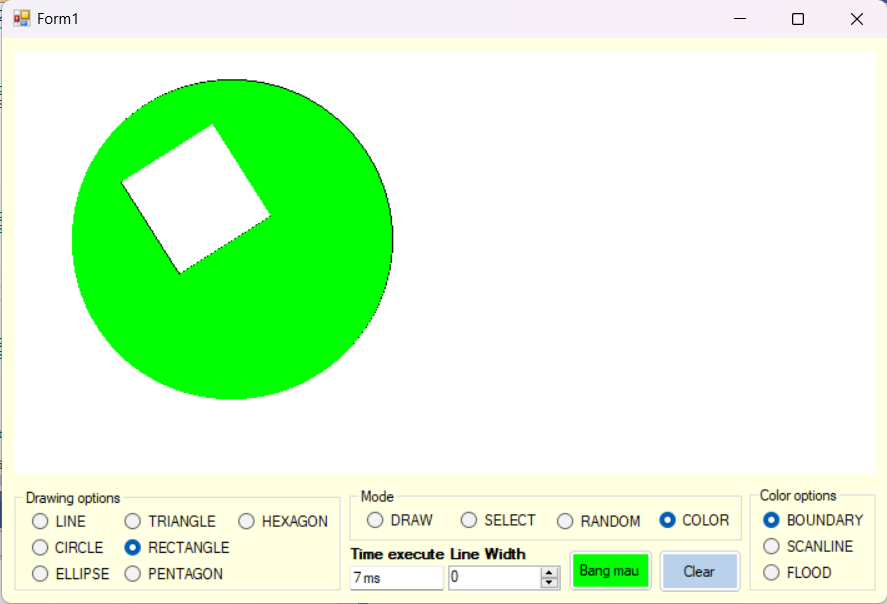 Form1
Drawing options
LINE TRIANGLE HEXAGON
CIRCLE RECTANGLE
ELLIPSE PENTAGON
Mode
DRAW SELECT RANDOM COLOR
Time execute Line Width
7 ms 0 Bang mau Clear
Color options
BOUNDARY
SCANLINE
FLOOD